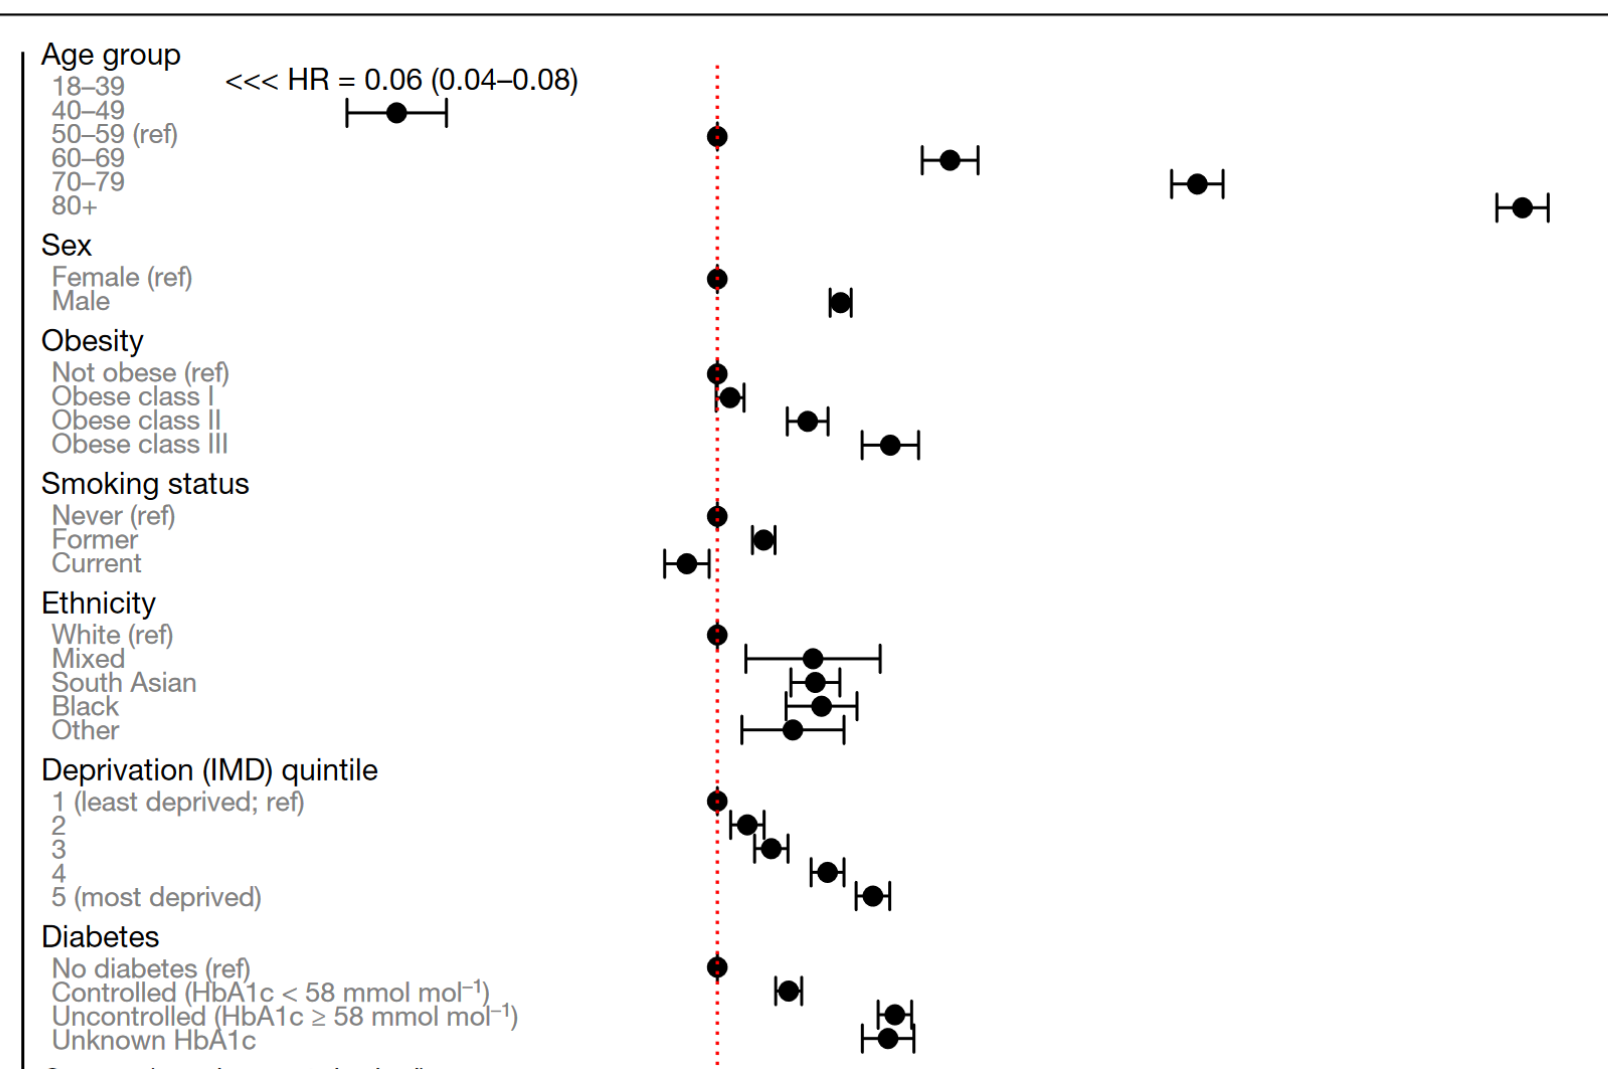 Age group
18–39 <<< HR = 0.06 (0.04–0.08)
40–49
50–59 (ref)
60–69
70–79
80+
Sex
Female (ref)
Male
Obesity
Not obese (ref)
Obese class I
Obese class II
Obese class III
Smoking status
Never (ref)
Former
Current
Ethnicity
White (ref)
Mixed
South Asian
Black
Other
Deprivation (IMD) quintile
1 (least deprived; ref)
2
3
4
5 (most deprived)
Diabetes
No diabetes (ref)
Controlled (HbA1c < 58 mmol mol⁻¹)
Uncontrolled (HbA1c ≥ 58 mmol mol⁻¹)
Unknown HbA1c